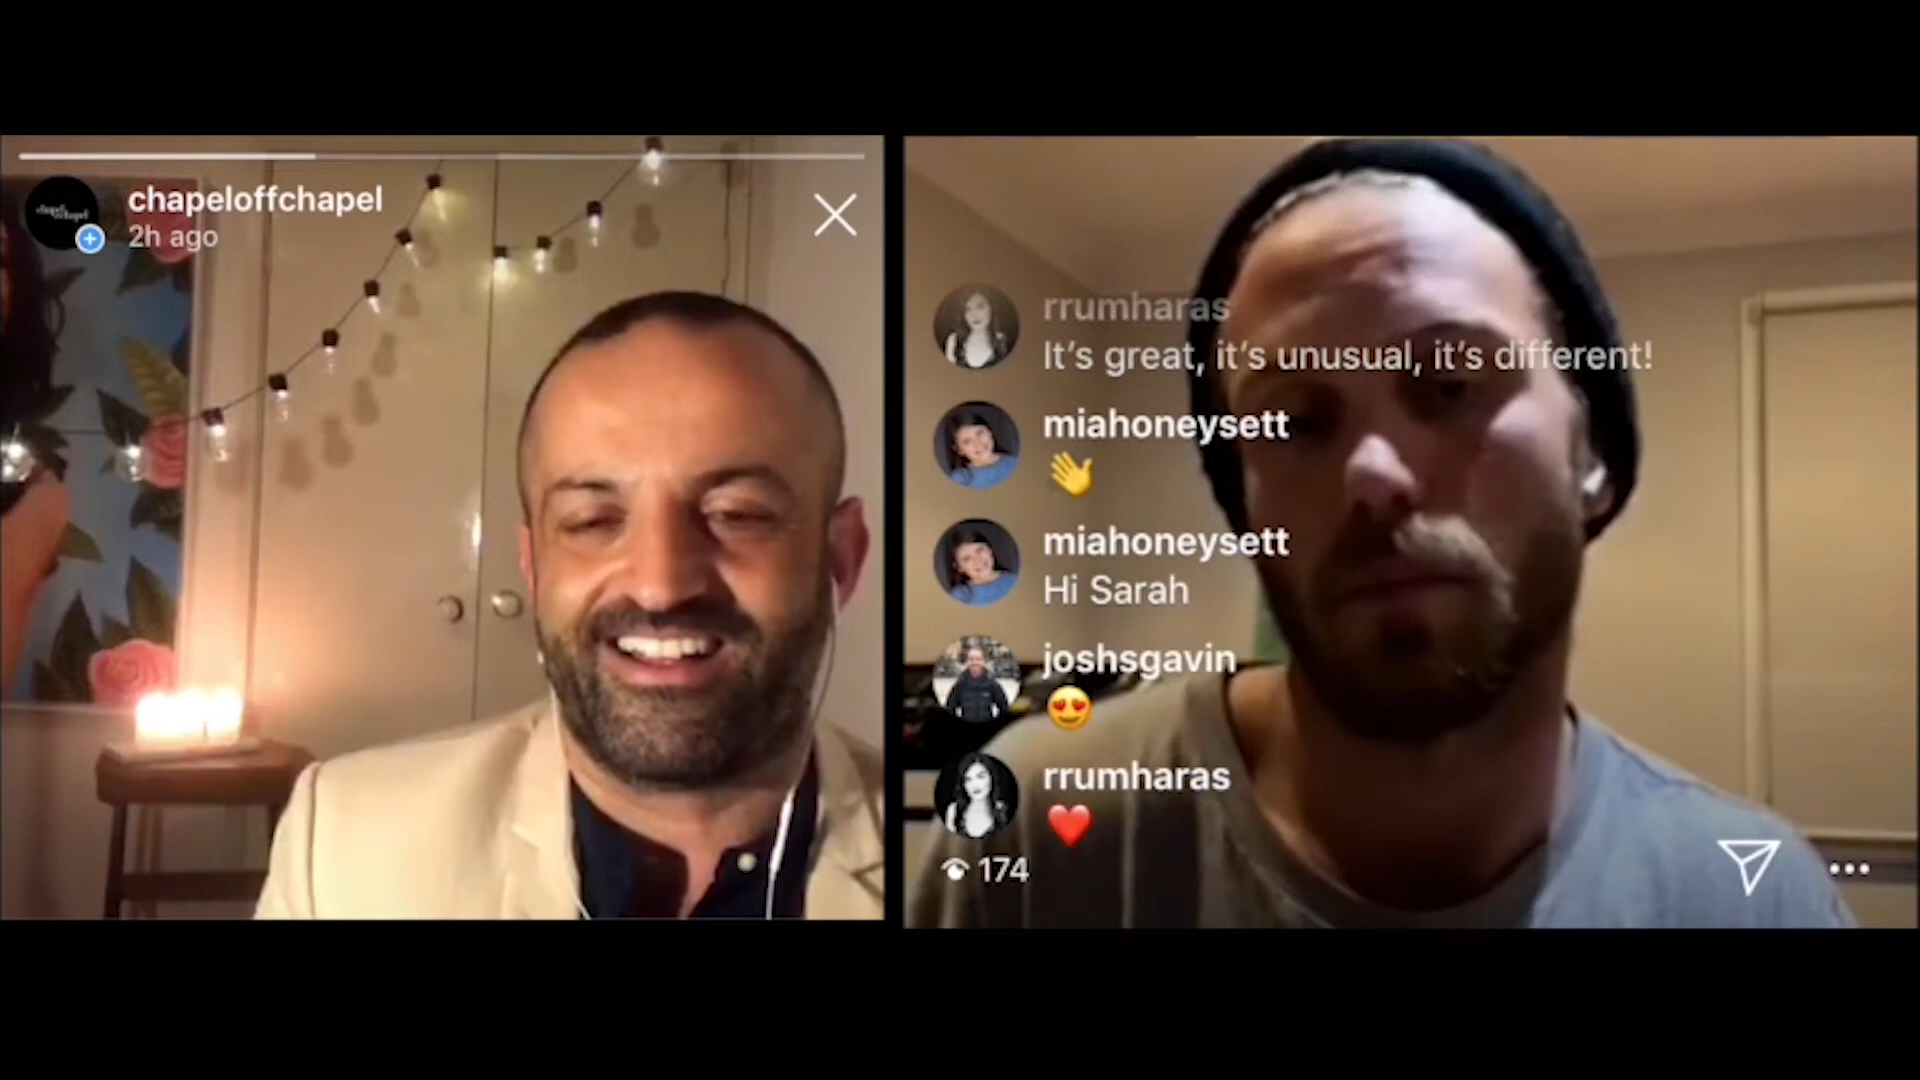 chapeloffchapel
2h ago
rrumharas
It's great, it's unusual, it's different!
miahoneysett
miahoneysett
Hi Sarah
joshsgavin
rrumharas
174